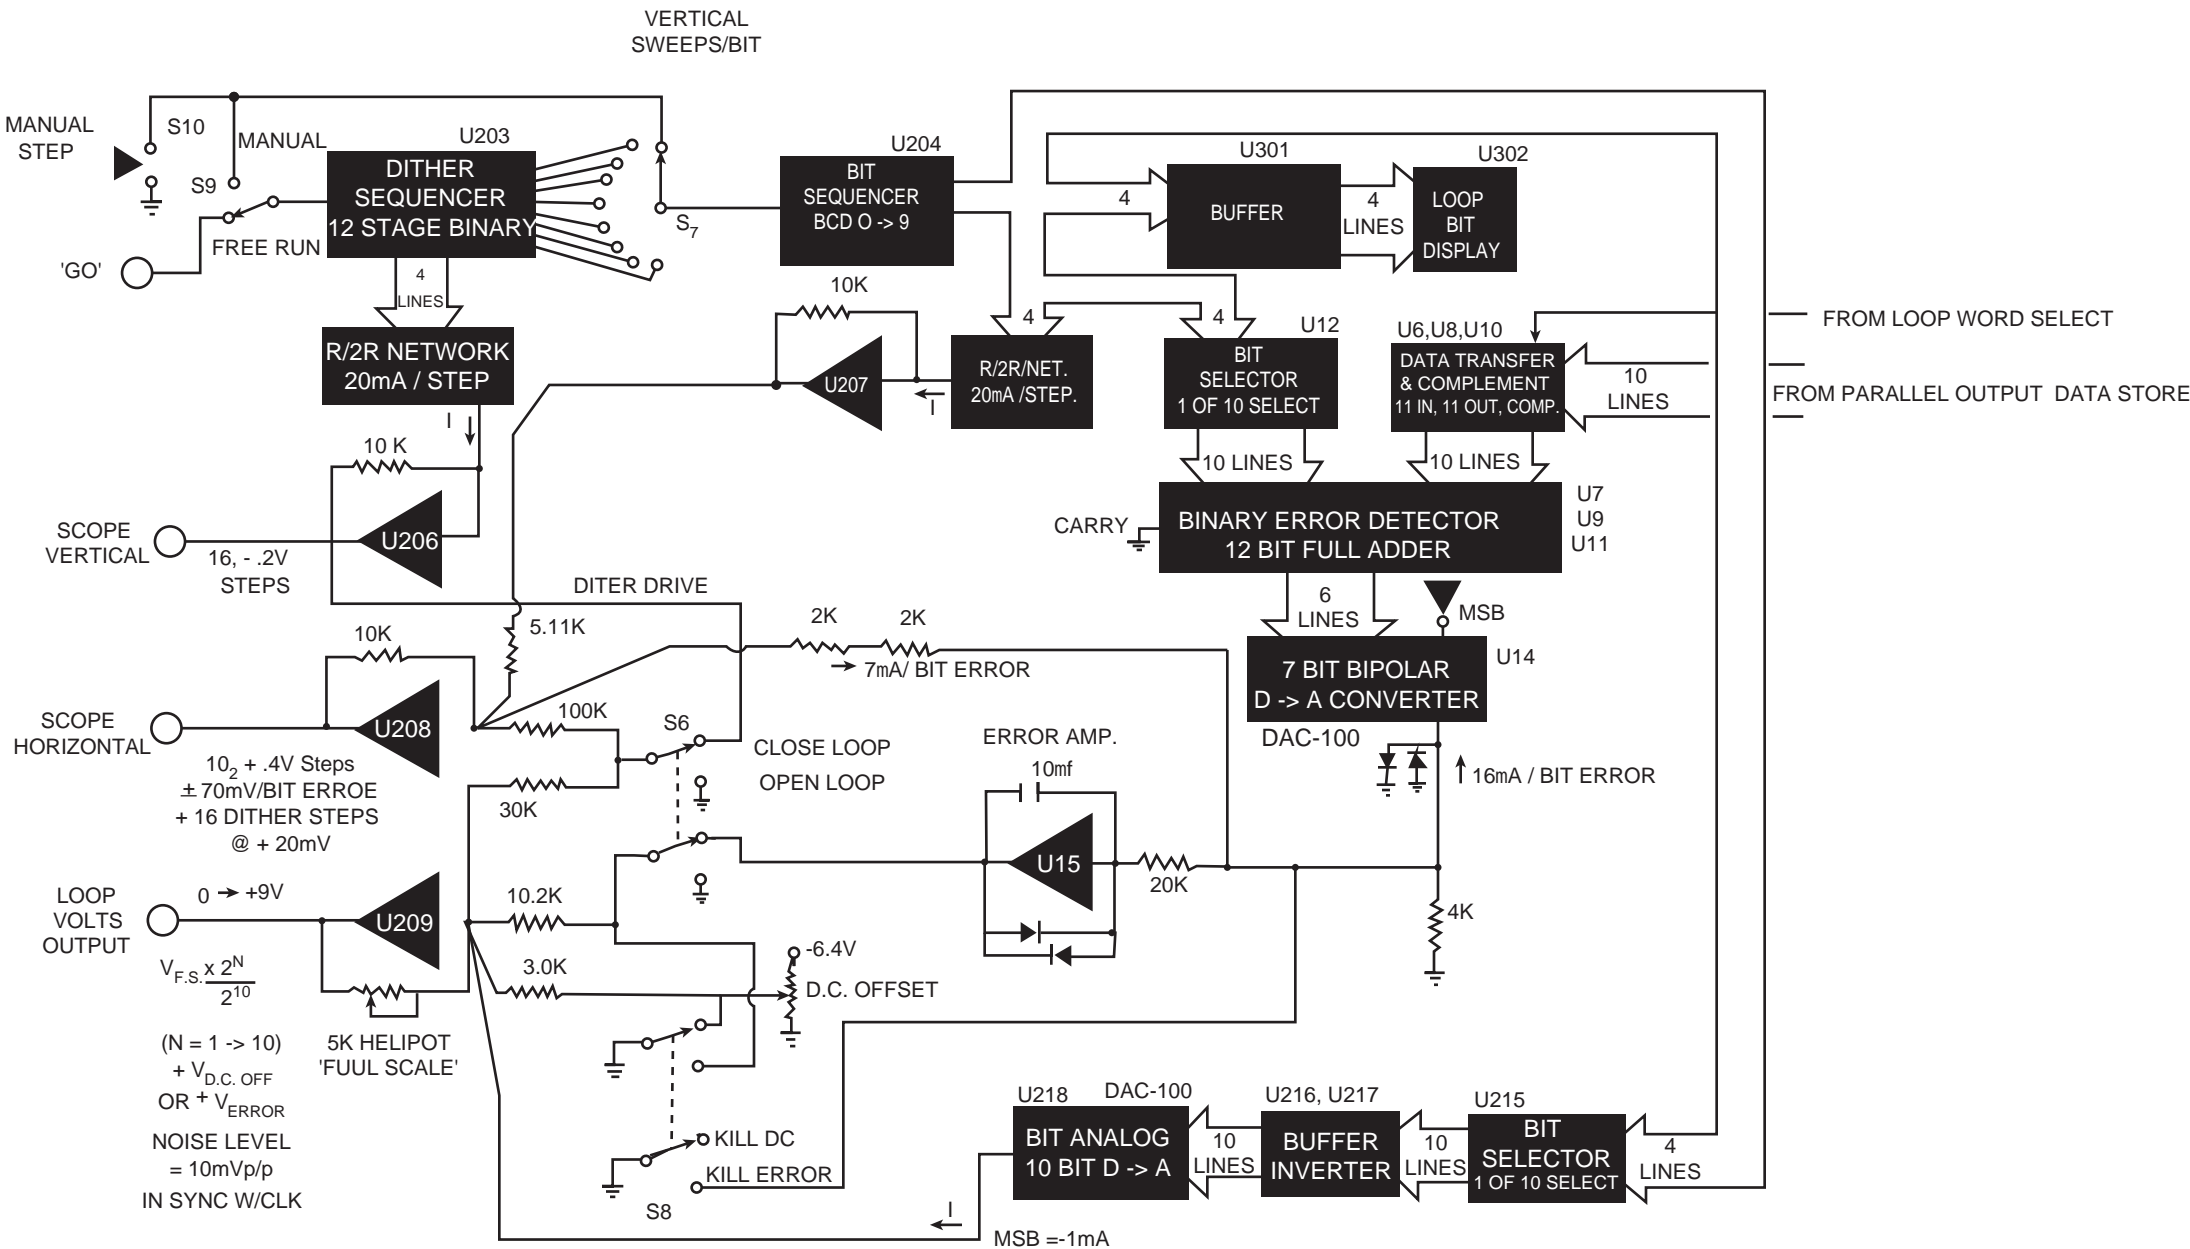 VERTICAL
SWEEPS/BIT
MANUAL
STEP
S10
MANUAL
S9
FREE RUN
'GO'
U203
DITHER
SEQUENCER
12 STAGE BINARY
4
LINES
S7
U204
BIT
SEQUENCER
BCD O -> 9
U301
BUFFER
4
4
LINES
U302
LOOP
BIT
DISPLAY
R/2R NETWORK
20mA / STEP
I
10K
U207
I
4
R/2R/NET.
20mA /STEP.
4
U12
BIT
SELECTOR
1 OF 10 SELECT
U6,U8,U10
DATA TRANSFER
& COMPLEMENT
11 IN, 11 OUT, COMP.
10
LINES
FROM LOOP WORD SELECT
FROM PARALLEL OUTPUT DATA STORE
10 K
U206
SCOPE
VERTICAL
16, - .2V
STEPS
10 LINES
10 LINES
CARRY
BINARY ERROR DETECTOR
12 BIT FULL ADDER
U7
U9
U11
DITER DRIVE
5.11K
2K
2K
7mA/ BIT ERROR
6
LINES
MSB
7 BIT BIPOLAR
D -> A CONVERTER
U14
DAC-100
16mA / BIT ERROR
10K
U208
SCOPE
HORIZONTAL
102 + .4V Steps
± 70mV/BIT ERROE
+ 16 DITHER STEPS
@ + 20mV
100K
30K
S6
CLOSE LOOP
OPEN LOOP
ERROR AMP.
10mf
U15
20K
4K
LOOP
VOLTS
OUTPUT
0 → +9V
U209
10.2K
3.0K
-6.4V
D.C. OFFSET
VF.S. x 2N
210
5K HELIPOT
'FUUL SCALE'
(N = 1 -> 10)
+ VD.C. OFF
OR + VERROR
NOISE LEVEL
= 10mVp/p
IN SYNC W/CLK
KILL DC
KILL ERROR
S8
I
MSB =-1mA
U218
DAC-100
BIT ANALOG
10 BIT D -> A
10
LINES
U216, U217
BUFFER
INVERTER
10
LINES
U215
BIT
SELECTOR
1 OF 10 SELECT
4
LINES